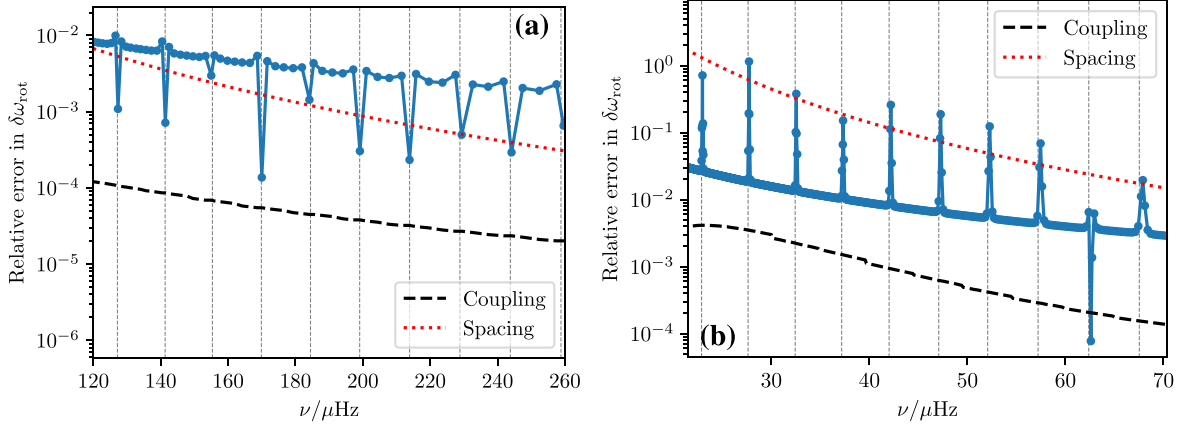 (a)
Relative error in δω_rot
10⁻²
10⁻³
10⁻⁴
10⁻⁵
10⁻⁶
Coupling
Spacing
120 140 160 180 200 220 240 260
ν/μHz
Coupling
Spacing
Relative error in δω_rot
10⁰
10⁻¹
10⁻²
10⁻³
10⁻⁴
(b)
30 40 50 60 70
ν/μHz